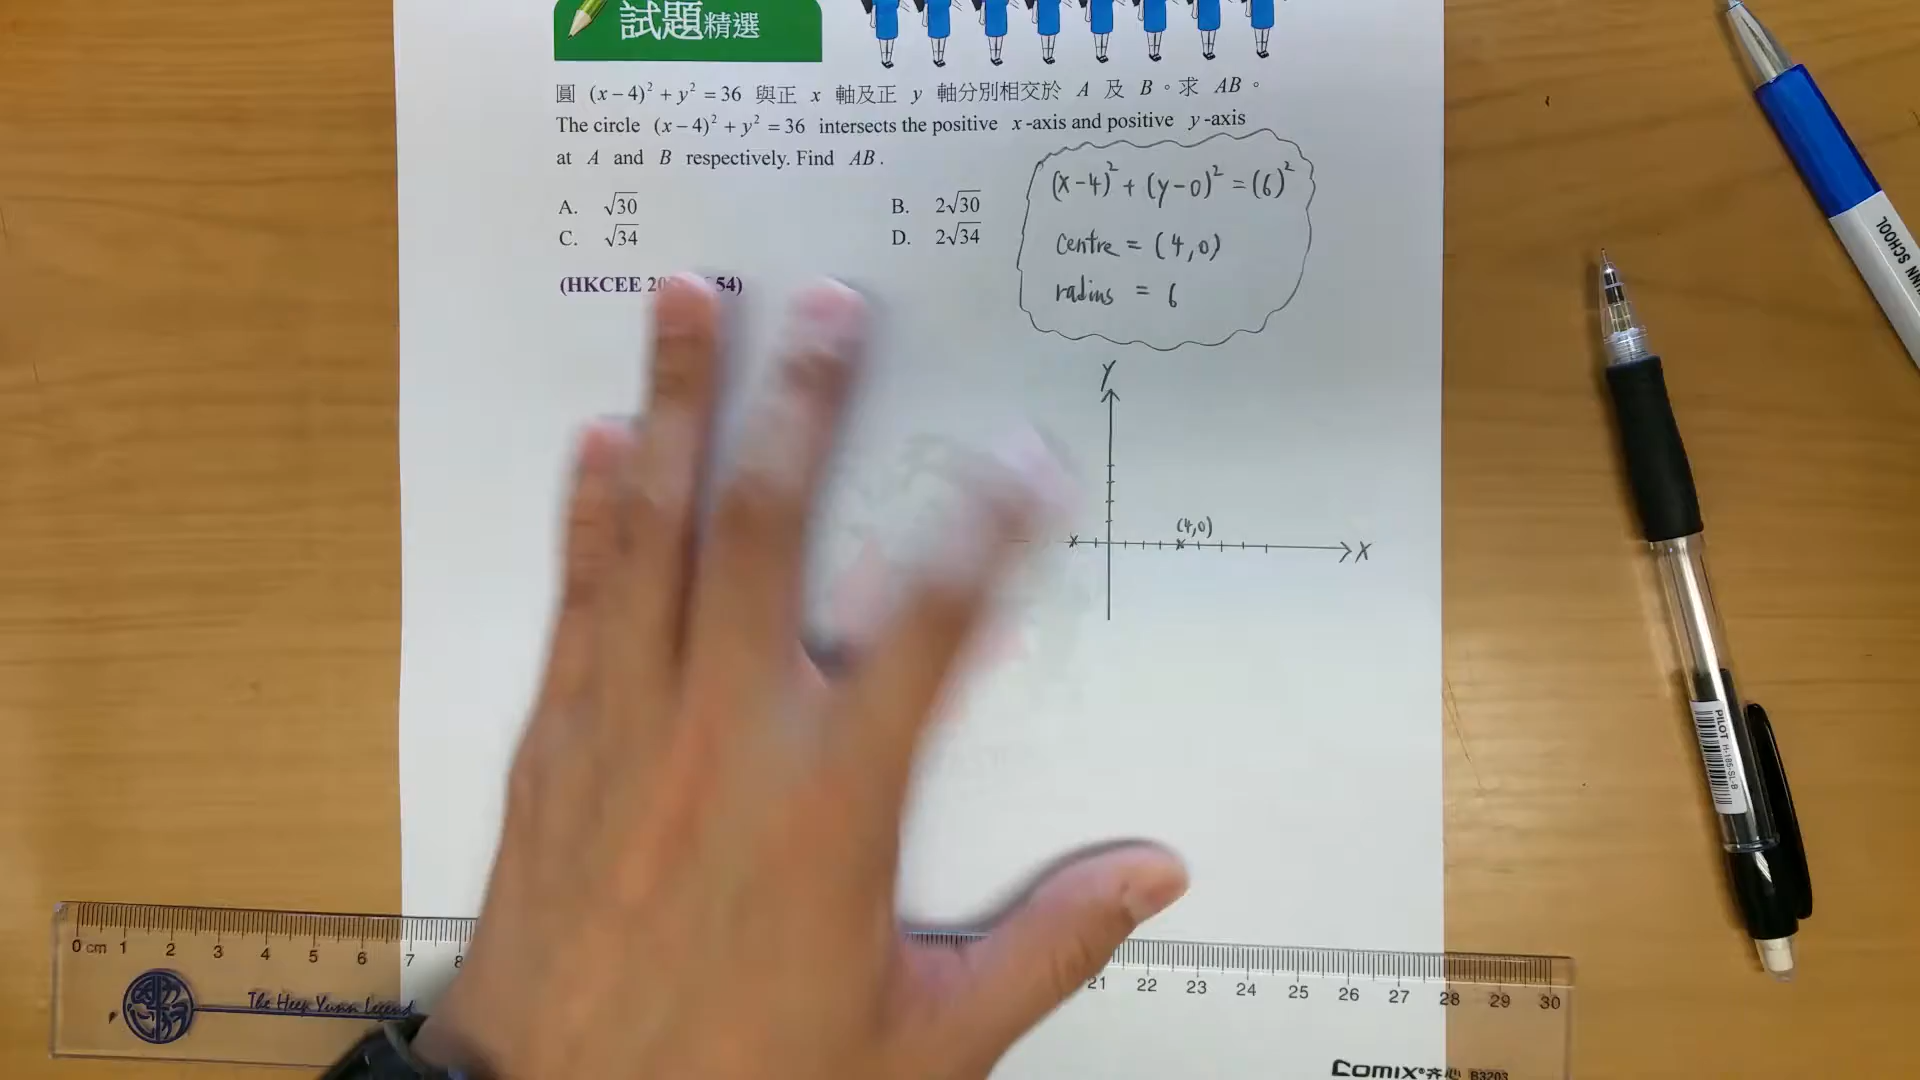 試題精選
圓 (x-4)² + y² = 36 與正 x 軸及正 y 軸分別相交於 A 及 B。求 AB。
The circle (x-4)² + y² = 36 intersects the positive x-axis and positive y-axis
at A and B respectively. Find AB.
A. √30 B. 2√30
C. √34 D. 2√34
(HKCEE 20 54)
(x-4)² + (y-0)² = (6)²
centre = (4,0)
radius = 6
y
(4,0)
x
YUNN SCHOOL
PILOT H-185-SL-B
0 cm 1 2 3 4 5 6 7 8 21 22 23 24 25 26 27 28 29 30
The Heep Yunn Legend
Comix®齐心 B3203